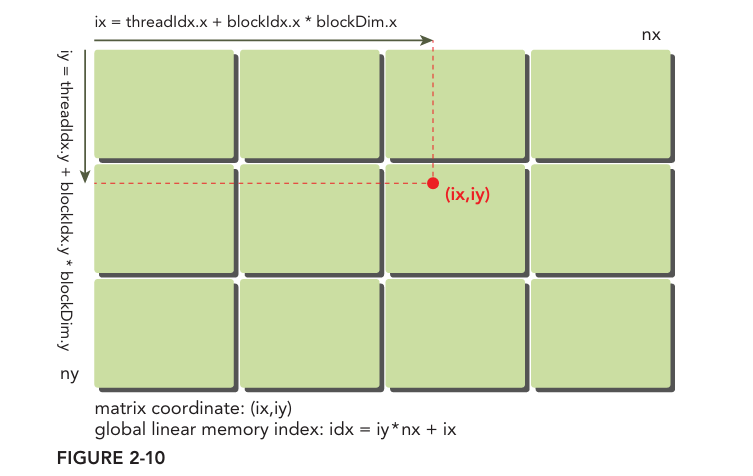 ix = threadIdx.x + blockIdx.x * blockDim.x
nx
iy = threadIdx.y + blockIdx.y * blockDim.y
(ix,iy)
ny
matrix coordinate: (ix,iy)
global linear memory index: idx = iy*nx + ix
FIGURE 2-10